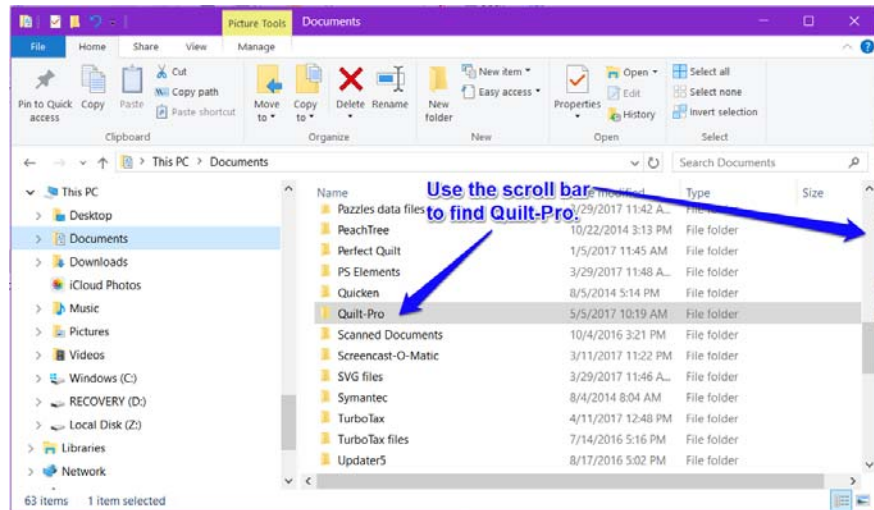 Picture Tools Documents
File Home Share View Manage
Pin to Quick access
Copy
Paste
Cut
Copy path
Paste shortcut
Clipboard
Move to
Copy to
Delete
Rename
Organize
New folder
New item
Easy access
New
Properties
Open
Edit
History
Open
Select all
Select none
Invert selection
Select
This PC > Documents
Search Documents
This PC
Desktop
Documents
Downloads
iCloud Photos
Music
Pictures
Videos
Windows (C:)
RECOVERY (D:)
Local Disk (Z:)
Libraries
Network
Use the scroll bar
to find Quilt-Pro.
Name Type Size
Pazzles data files 3/29/2017 11:42 A... File folder
PeachTree 10/22/2014 3:13 PM File folder
Perfect Quilt 1/5/2017 11:45 AM File folder
PS Elements 3/29/2017 11:48 A... File folder
Quicken 8/5/2014 5:14 PM File folder
Quilt-Pro 5/5/2017 10:19 AM File folder
Scanned Documents 10/4/2016 3:21 PM File folder
Screencast-O-Matic 3/11/2017 11:22 PM File folder
SVG files 3/29/2017 11:46 A... File folder
Symantec 8/4/2014 8:04 AM File folder
TurboTax 4/11/2017 12:48 PM File folder
TurboTax files 7/14/2016 5:16 PM File folder
Updater5 8/17/2016 5:02 PM File folder
63 items 1 item selected